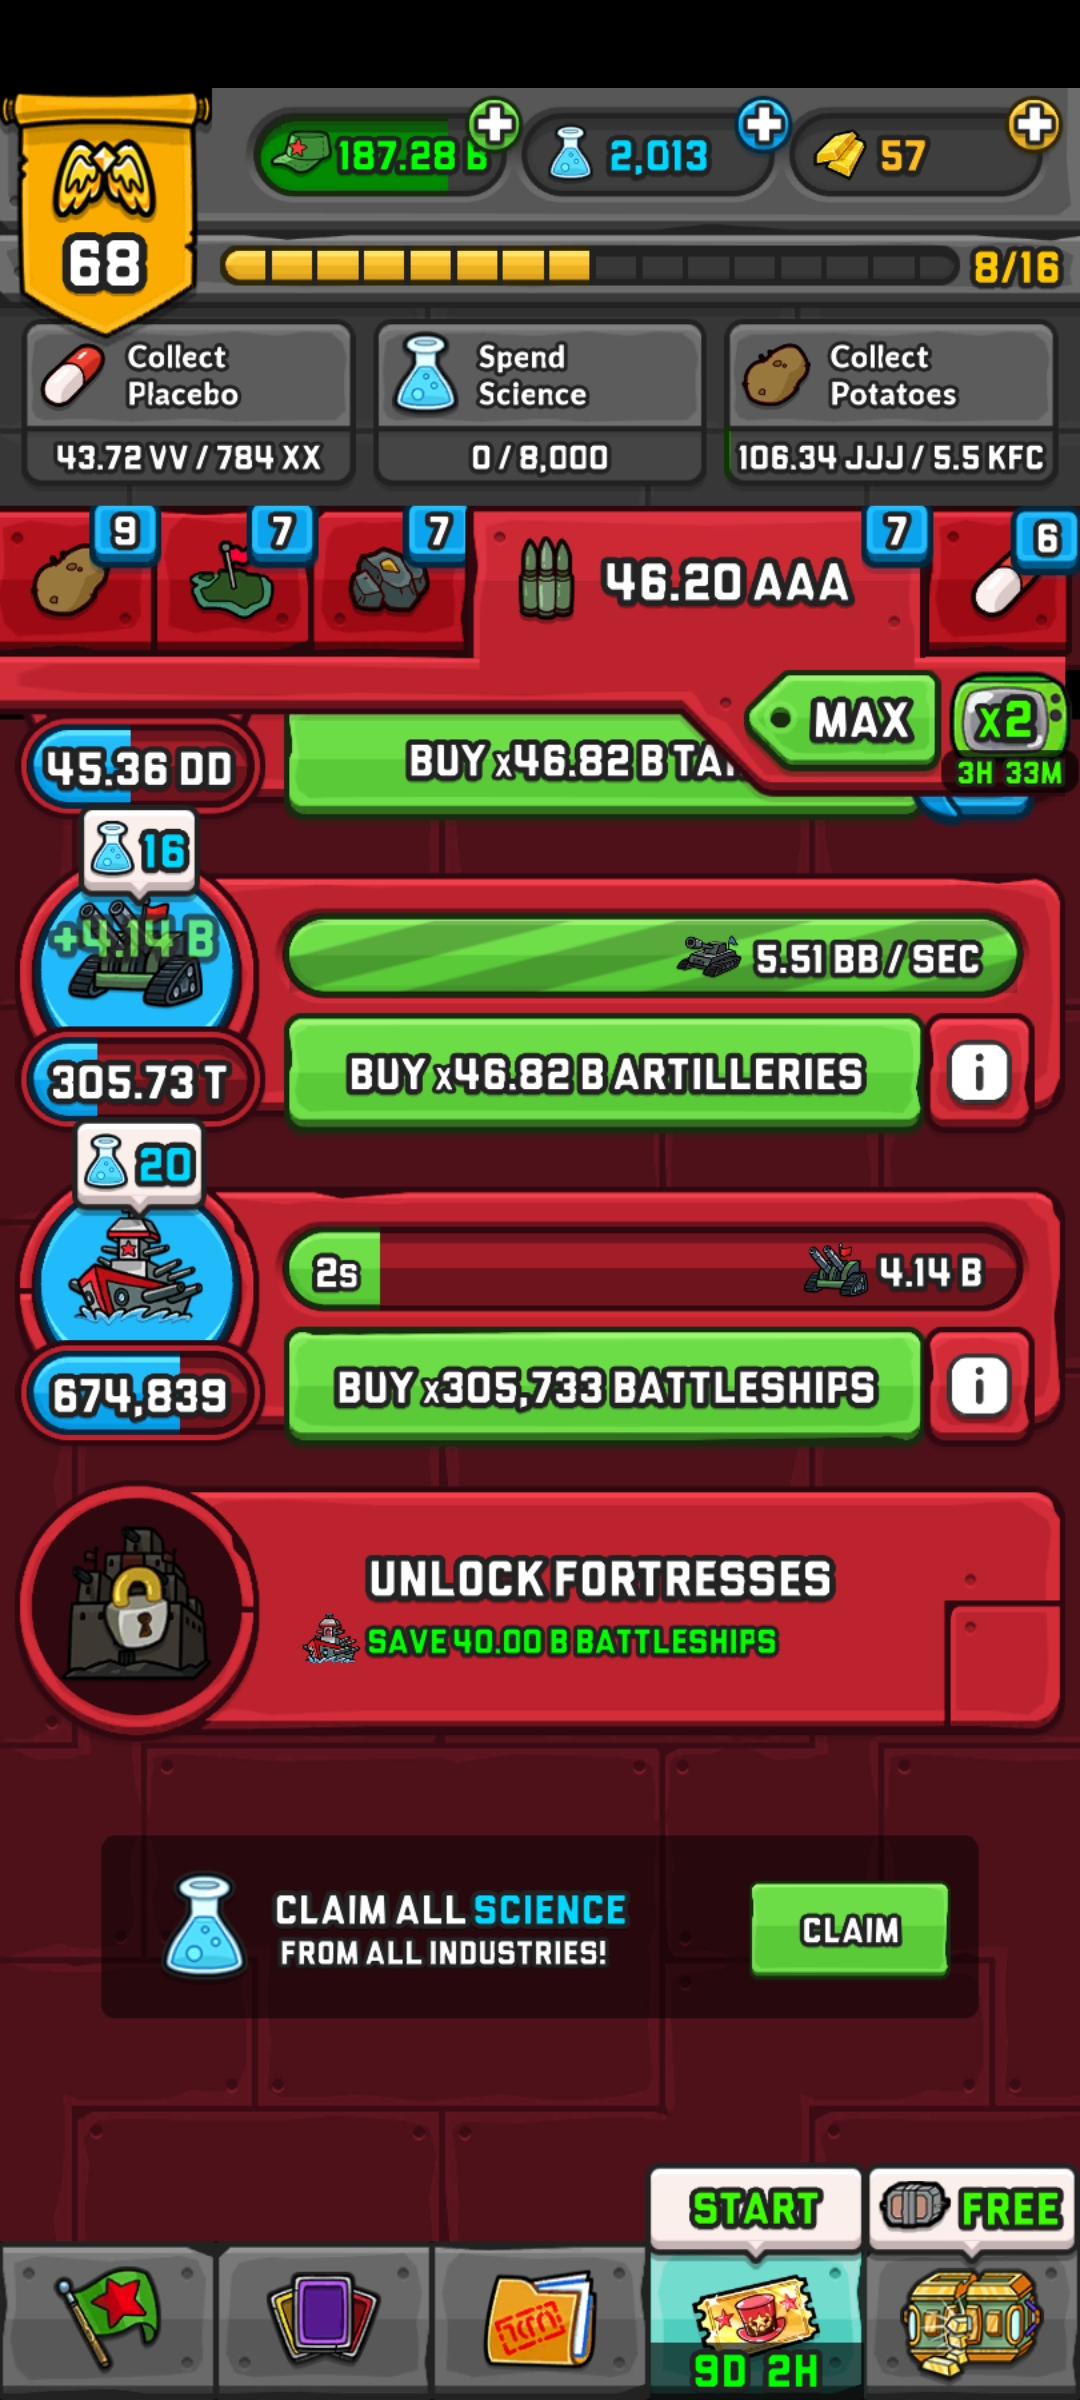 187.28 B
2,013
57
68
8/16
Collect
Placebo
43.72 VV / 784 XX
Spend
Science
0 / 8,000
Collect
Potatoes
106.34 JJJ / 5.5 KFC
9
7
7
46.20 AAA
7
6
MAX
x2
3H 33M
45.36 DD
BUY x46.82 B
16
+4.14 B
5.51 BB / SEC
305.73 T
BUY x46.82 B ARTILLERIES
i
20
2s
4.14 B
674,839
BUY x305,733 BATTLESHIPS
i
UNLOCK FORTRESSES
SAVE 40.00 B BATTLESHIPS
CLAIM ALL SCIENCE
FROM ALL INDUSTRIES!
CLAIM
START
FREE
9D 2H